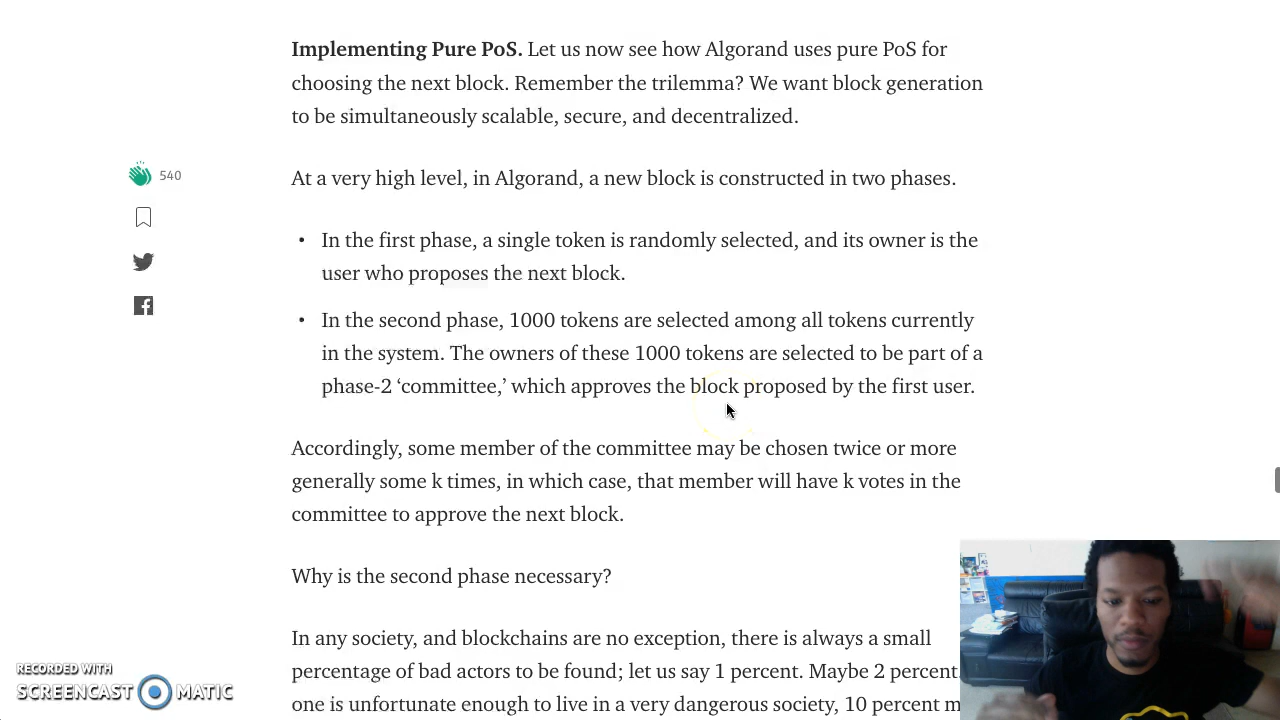 Implementing Pure PoS. Let us now see how Algorand uses pure PoS for
choosing the next block. Remember the trilemma? We want block generation
to be simultaneously scalable, secure, and decentralized.
540
At a very high level, in Algorand, a new block is constructed in two phases.
• In the first phase, a single token is randomly selected, and its owner is the
user who proposes the next block.
• In the second phase, 1000 tokens are selected among all tokens currently
in the system. The owners of these 1000 tokens are selected to be part of a
phase-2 ‘committee,’ which approves the block proposed by the first user.
Accordingly, some member of the committee may be chosen twice or more
generally some k times, in which case, that member will have k votes in the
committee to approve the next block.
Why is the second phase necessary?
In any society, and blockchains are no exception, there is always a small
percentage of bad actors to be found; let us say 1 percent. Maybe 2 percent.
one is unfortunate enough to live in a very dangerous society, 10 percent m
RECORDED WITH
SCREENCAST MATIC